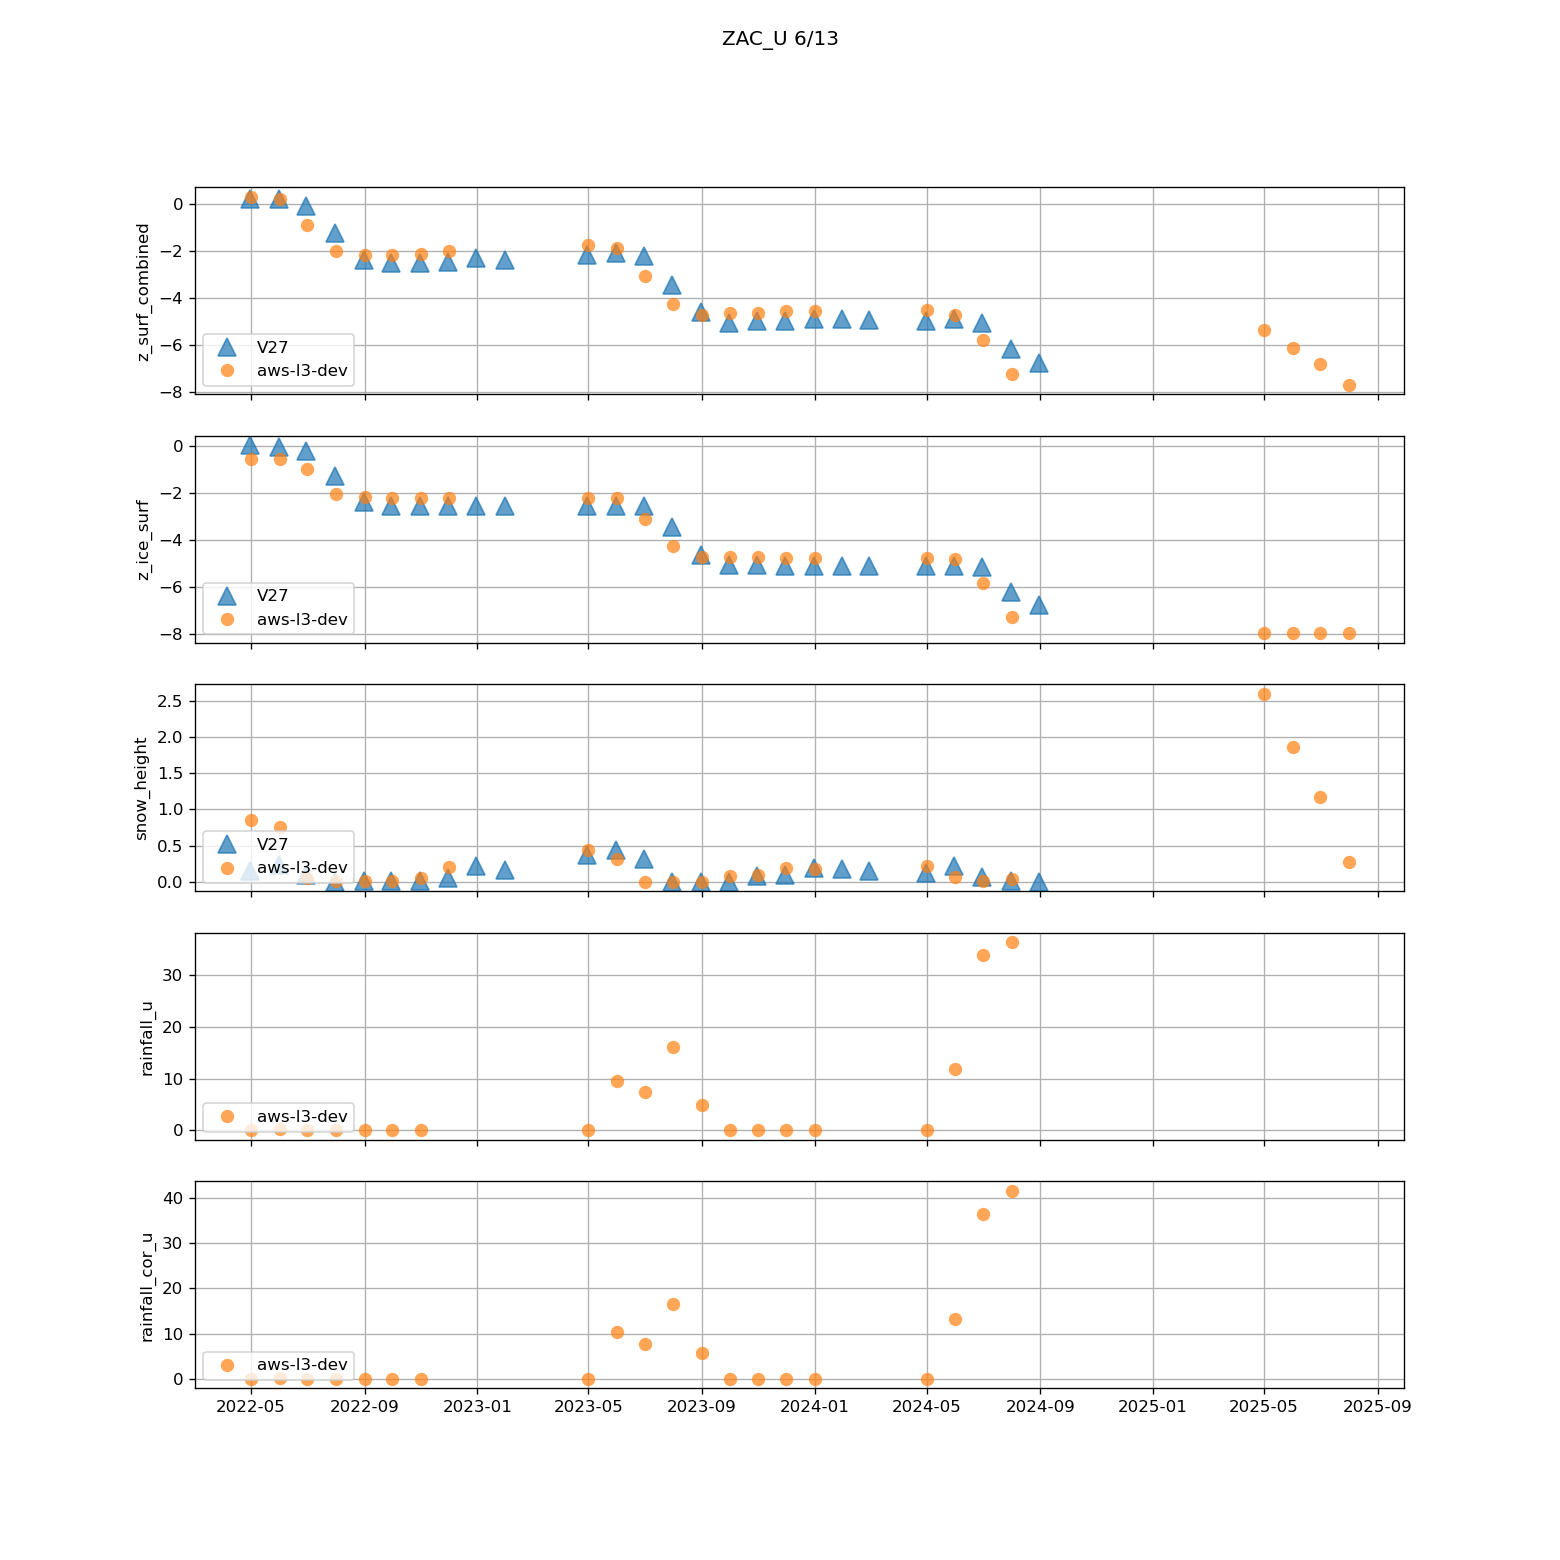 ZAC_U 6/13
z_surf_combined
0
−2
−4
−6
−8
V27
aws-l3-dev
z_ice_surf
0
−2
−4
−6
−8
V27
aws-l3-dev
snow_height
2.5
2.0
1.5
1.0
0.5
0.0
V27
aws-l3-dev
rainfall_u
30
20
10
0
aws-l3-dev
rainfall_cor_u
40
30
20
10
0
aws-l3-dev
2022-05 2022-09 2023-01 2023-05 2023-09 2024-01 2024-05 2024-09 2025-01 2025-05 2025-09